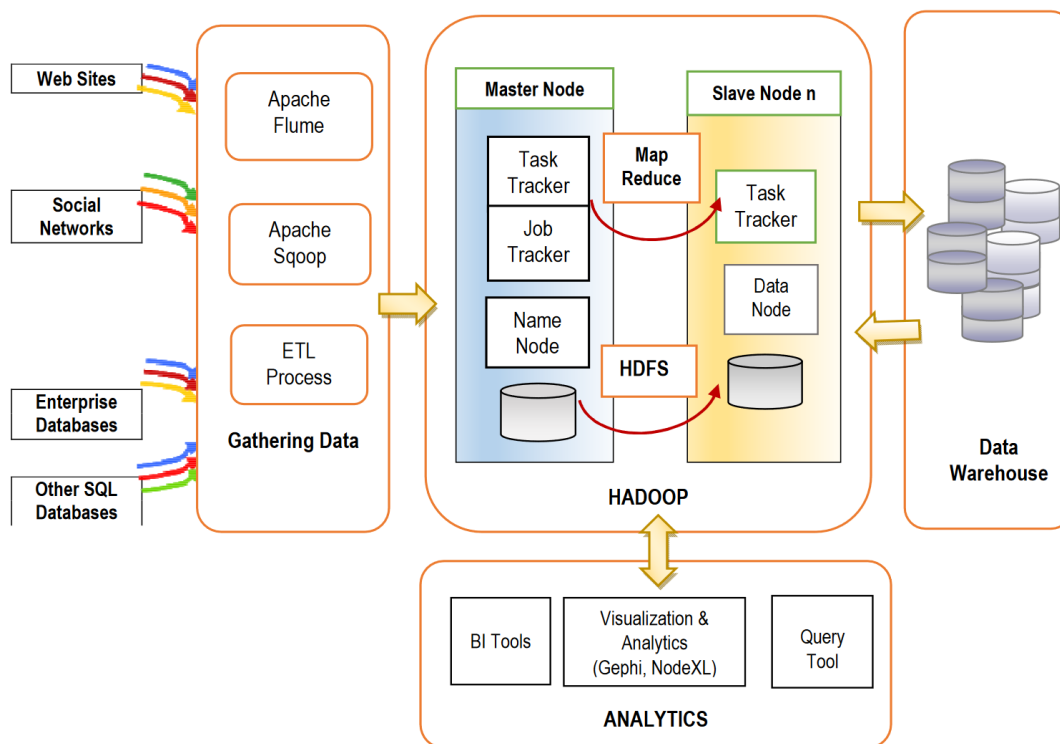 Web Sites
Social
Networks
Enterprise
Databases
Other SQL
Databases
Apache
Flume
Apache
Sqoop
ETL
Process
Gathering Data
Master Node
Task
Tracker
Job
Tracker
Name
Node
Map
Reduce
HDFS
Slave Node n
Task
Tracker
Data
Node
HADOOP
Data
Warehouse
BI Tools
Visualization &
Analytics
(Gephi, NodeXL)
Query
Tool
ANALYTICS